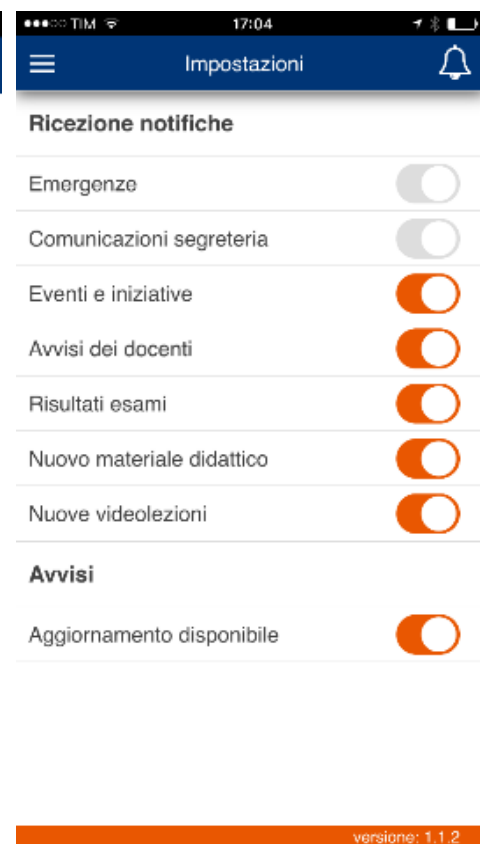 TIM 17:04
Impostazioni
Ricezione notifiche
Emergenze
Comunicazioni segreteria
Eventi e iniziative
Avvisi dei docenti
Risultati esami
Nuovo materiale didattico
Nuove videolezioni
Avvisi
Aggiornamento disponibile
versione: 1.1.2